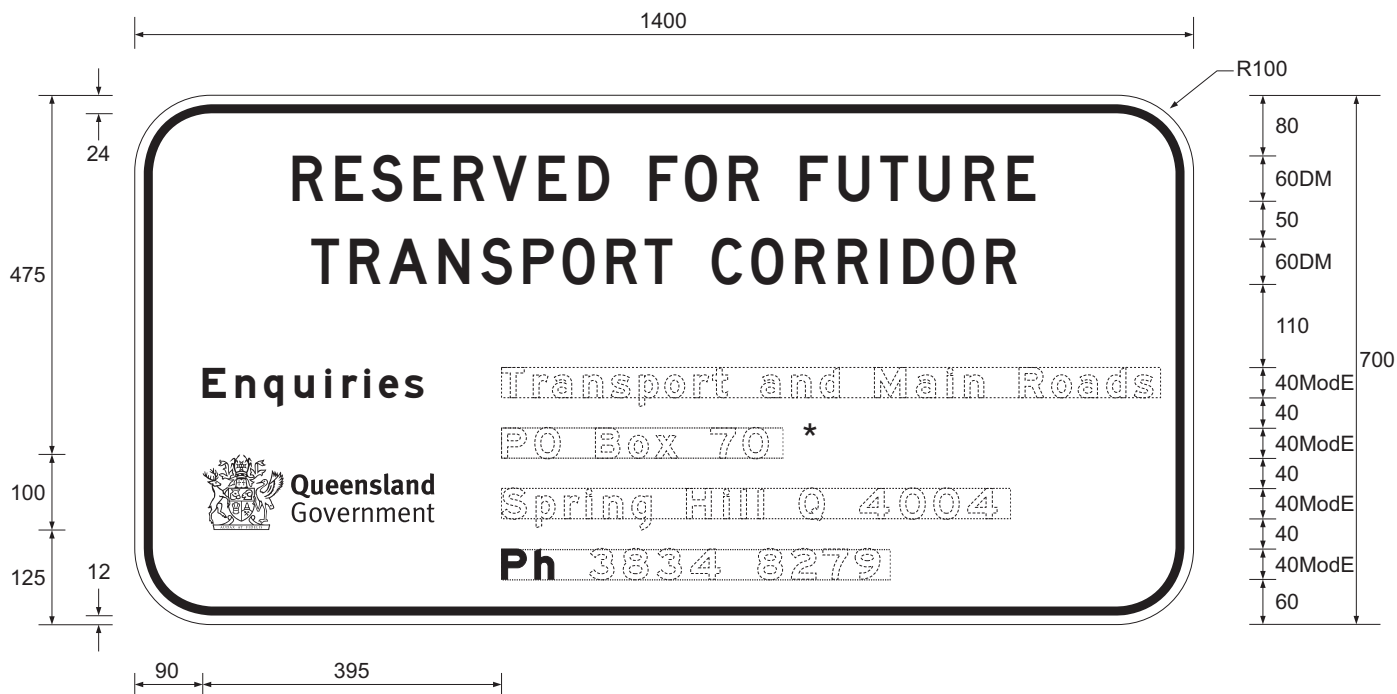 1400
R100
24
475
100
125
12
RESERVED FOR FUTURE
TRANSPORT CORRIDOR
Enquiries
Transport and Main Roads
PO Box 70 *
Spring Hill Q 4004
Ph 3834 8279
Queensland
Government
80
60DM
50
60DM
110
40ModE
40
40ModE
40
40ModE
40
40ModE
60
700
90
395